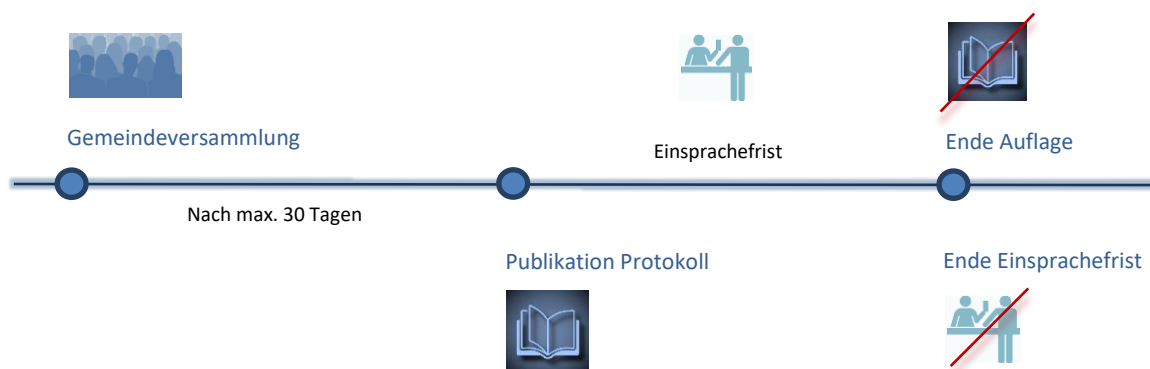 Gemeindeversammlung
Einsprachefrist
Ende Auflage
Nach max. 30 Tagen
Publikation Protokoll
Ende Einsprachefrist